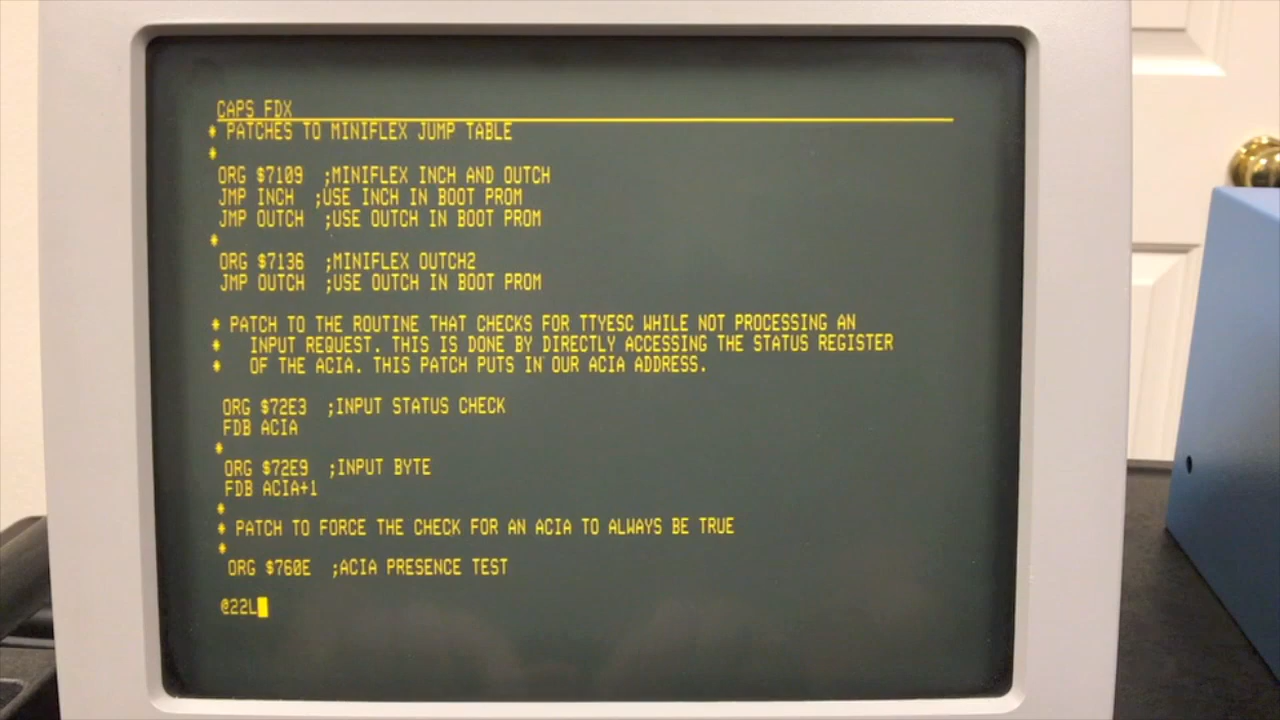 CAPS FDX
* PATCHES TO MINIFLEX JUMP TABLE
*
ORG $7109 ;MINIFLEX INCH AND OUTCH
JMP INCH ;USE INCH IN BOOT PROM
JMP OUTCH ;USE OUTCH IN BOOT PROM
*
ORG $7136 ;MINIFLEX OUTCH2
JMP OUTCH ;USE OUTCH IN BOOT PROM
* PATCH TO THE ROUTINE THAT CHECKS FOR TTYESC WHILE NOT PROCESSING AN
* INPUT REQUEST. THIS IS DONE BY DIRECTLY ACCESSING THE STATUS REGISTER
* OF THE ACIA. THIS PATCH PUTS IN OUR ACIA ADDRESS.
ORG $72E3 ;INPUT STATUS CHECK
FDB ACIA
*
ORG $72E9 ;INPUT BYTE
FDB ACIA+1
*
* PATCH TO FORCE THE CHECK FOR AN ACIA TO ALWAYS BE TRUE
*
ORG $760E ;ACIA PRESENCE TEST
@22L